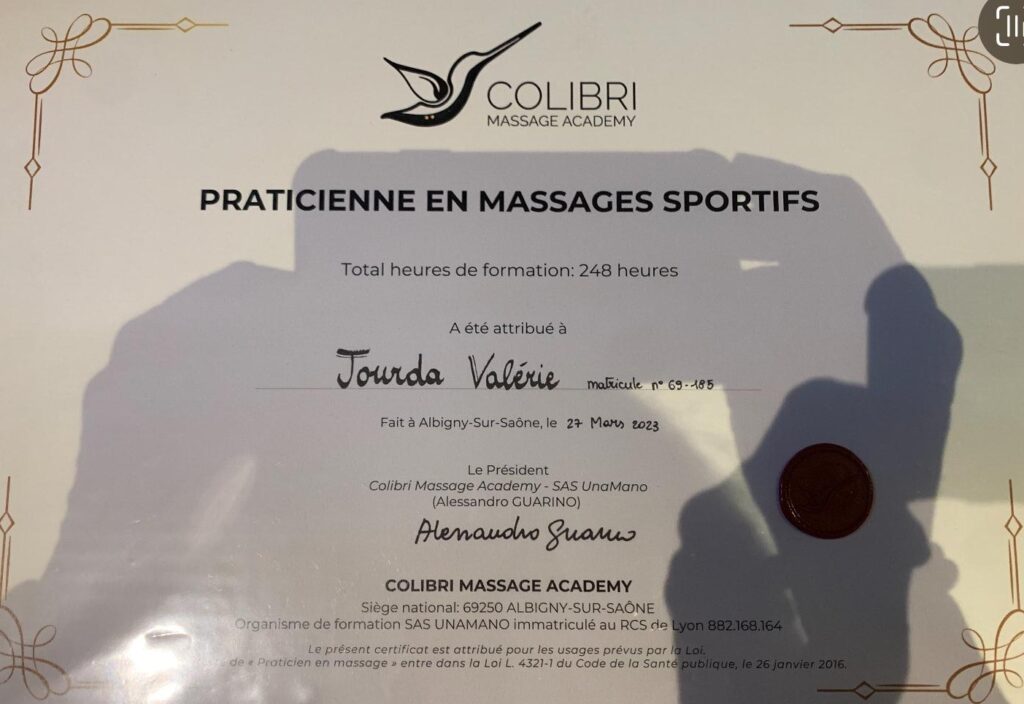 COLIBRI
MASSAGE ACADEMY
PRATICIENNE EN MASSAGES SPORTIFS
Total heures de formation: 248 heures
A été attribué à
Jourda Valérie matricule n° 69-185
Fait à Albigny-Sur-Saône, le 27 Mars 2023
Le Président
Colibri Massage Academy - SAS UnaMano
(Alessandro GUARINO)
COLIBRI MASSAGE ACADEMY
Siège national: 69250 ALBIGNY-SUR-SAÔNE
Organisme de formation SAS UNAMANO immatriculé au RCS de Lyon 882.168.164
Le présent certificat est attribué pour les usages prévus par la Loi.
de « Praticien en massage » entre dans la Loi L. 4321-1 du Code de la Santé publique, le 26 janvier 2016.